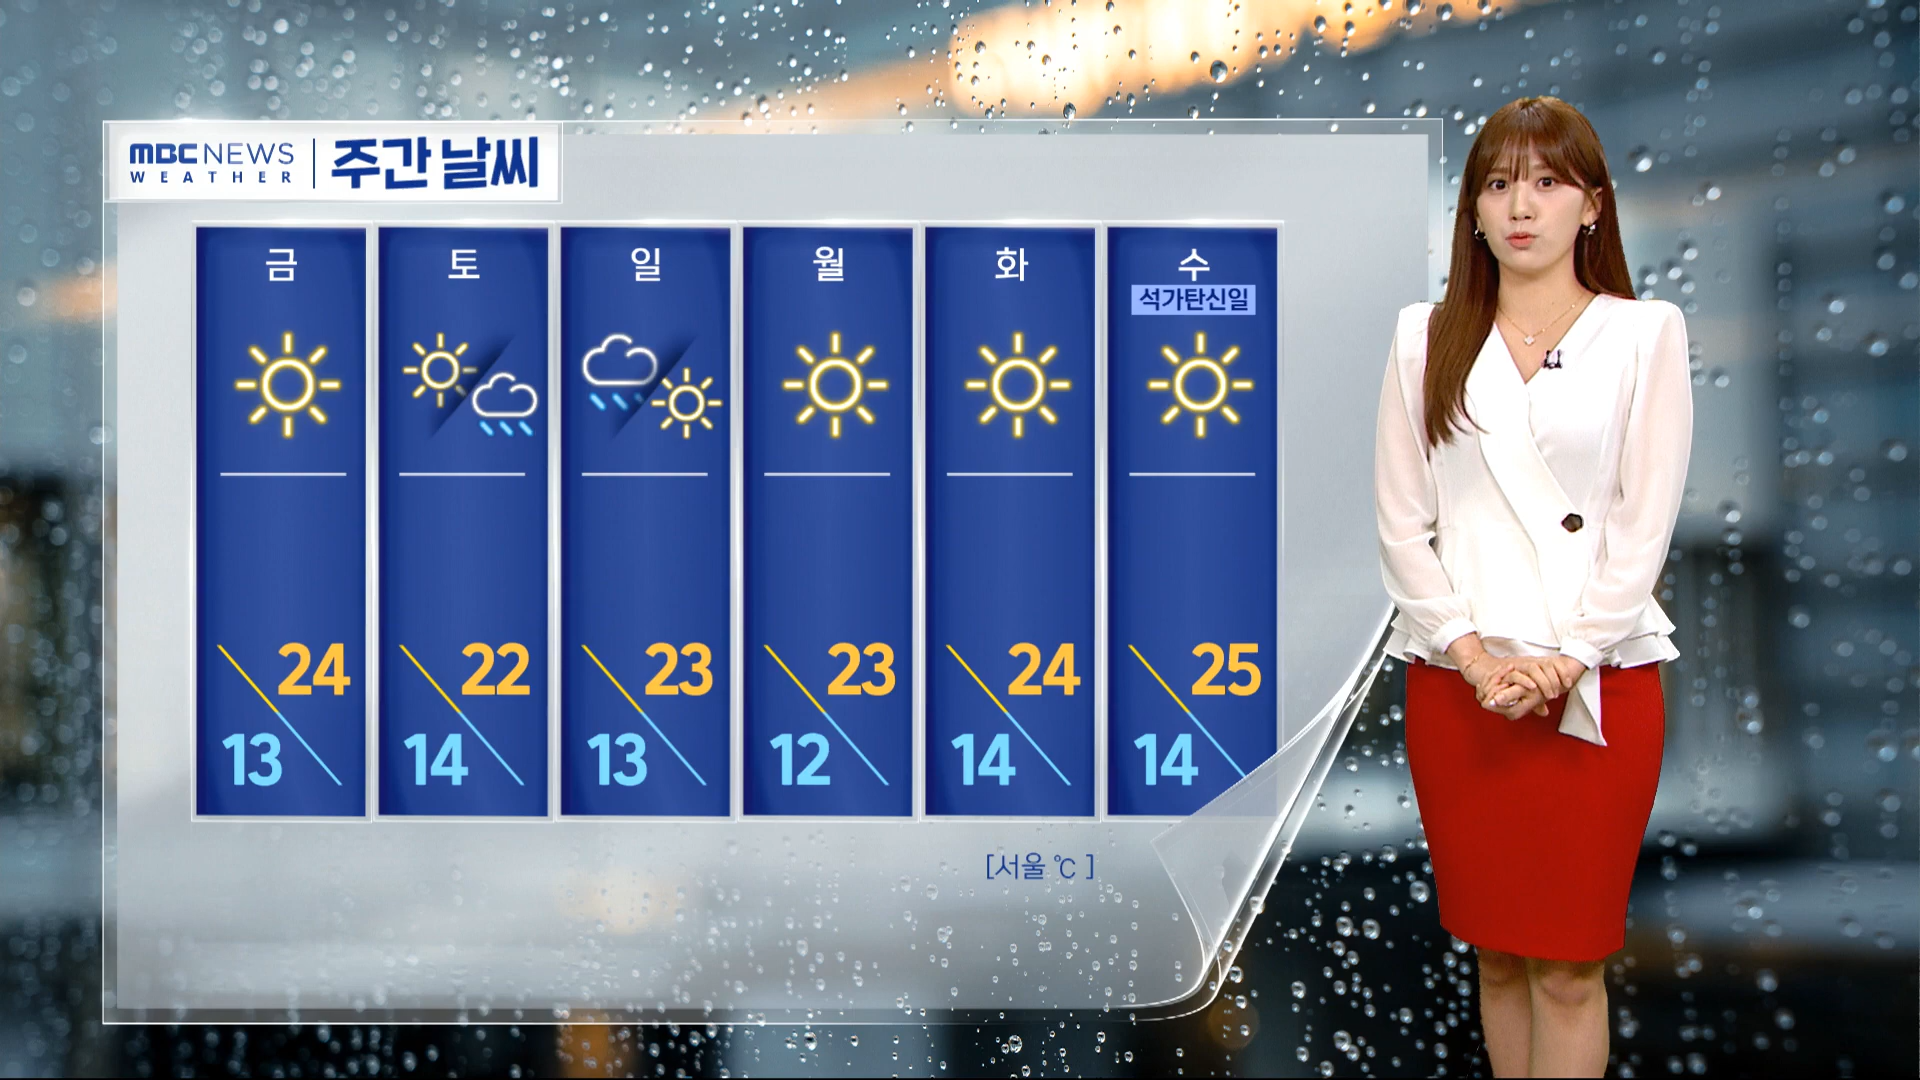 MBC NEWS
WEATHER
주간 날씨
금 토 일 월 화 수
석가탄신일
24 22 23 23 24 25
13 14 13 12 14 14
[서울 ℃ ]